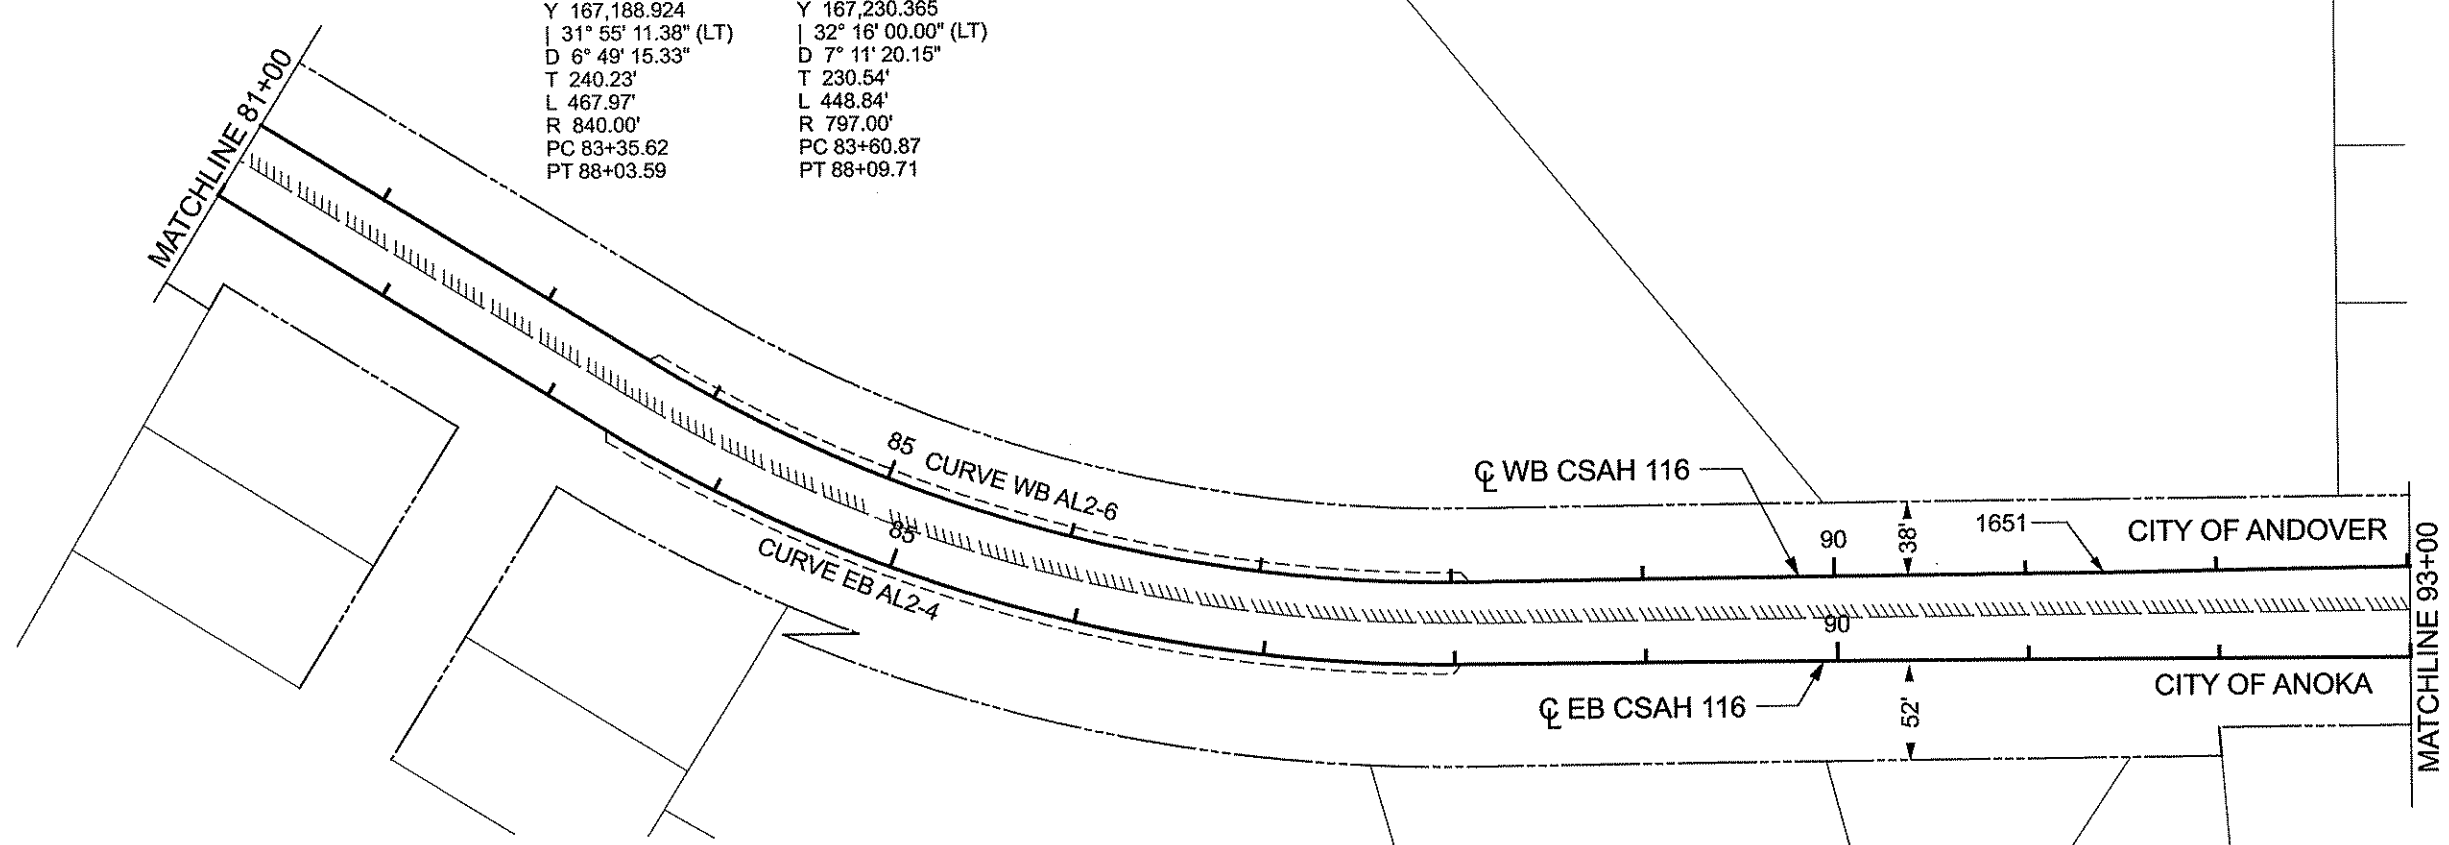 Y 167,188.924
| 31° 55' 11.38" (LT)
D 6° 49' 15.33"
T 240.23'
L 467.97'
R 840.00'
PC 83+35.62
PT 88+03.59
Y 167,230.365
| 32° 16' 00.00" (LT)
D 7° 11' 20.15"
T 230.54'
L 448.84'
R 797.00'
PC 83+60.87
PT 88+09.71
MATCHLINE 81+00
85
CURVE WB AL2-6
85
CURVE EB AL2-4
℄ WB CSAH 116
90
38'
1651
CITY OF ANDOVER
90
℄ EB CSAH 116
52'
CITY OF ANOKA
MATCHLINE 93+00